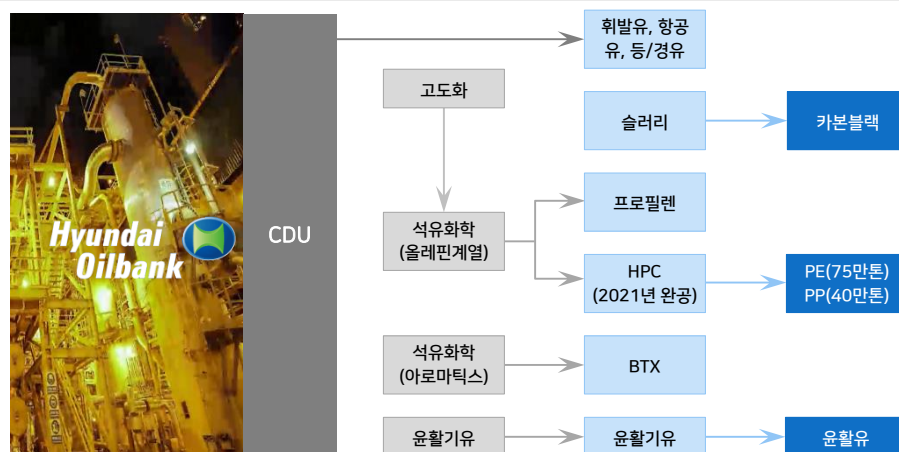 Hyundai
Oilbank
CDU
휘발유, 항공
유, 등/경유
고도화
슬러리
카본블랙
석유화학
(올레핀계열)
프로필렌
HPC
(2021년 완공)
PE(75만톤)
PP(40만톤)
석유화학
(아로마틱스)
BTX
윤활기유
윤활기유
윤활유